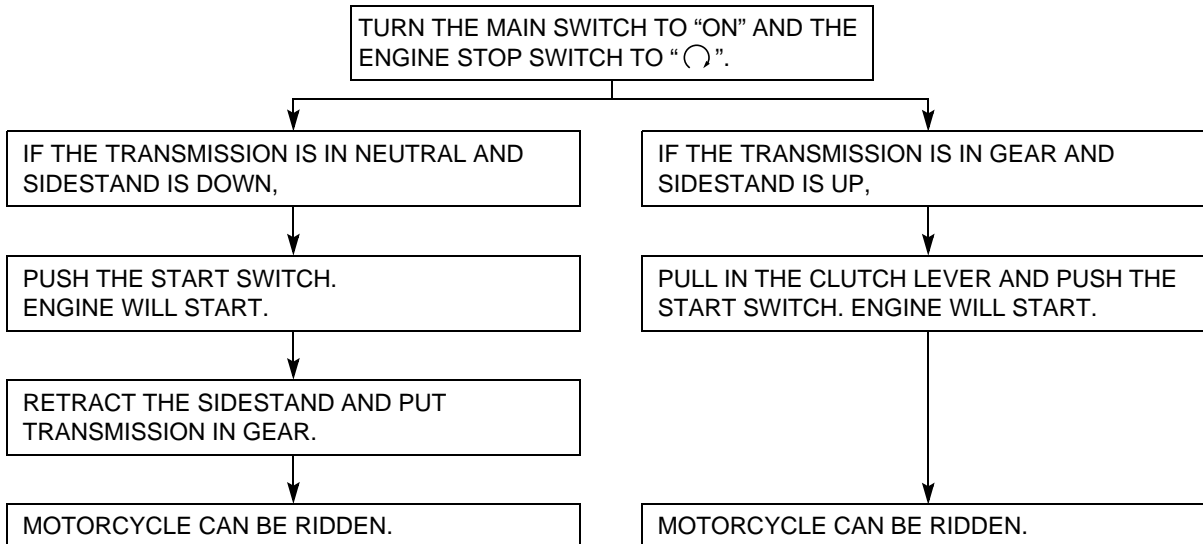 TURN THE MAIN SWITCH TO “ON” AND THE
ENGINE STOP SWITCH TO “ ”.
IF THE TRANSMISSION IS IN NEUTRAL AND
SIDESTAND IS DOWN,
PUSH THE START SWITCH.
ENGINE WILL START.
RETRACT THE SIDESTAND AND PUT
TRANSMISSION IN GEAR.
MOTORCYCLE CAN BE RIDDEN.
IF THE TRANSMISSION IS IN GEAR AND
SIDESTAND IS UP,
PULL IN THE CLUTCH LEVER AND PUSH THE
START SWITCH. ENGINE WILL START.
MOTORCYCLE CAN BE RIDDEN.